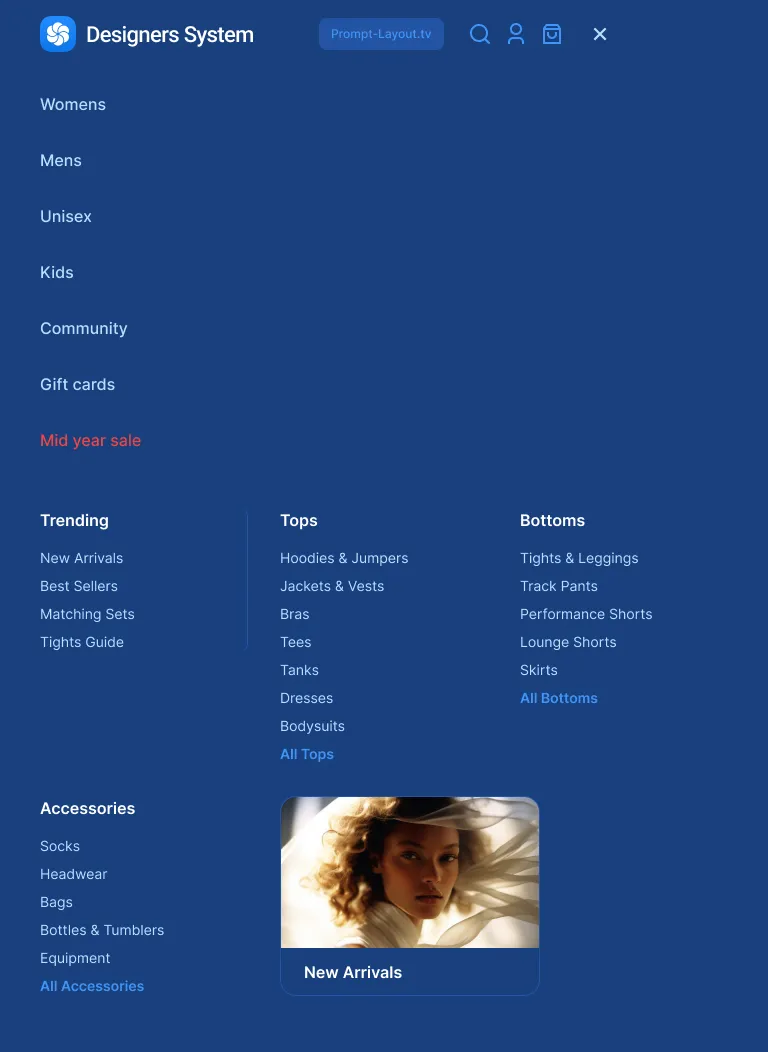 Designers System
Prompt-Layout.tv
Womens
Mens
Unisex
Kids
Community
Gift cards
Mid year sale
Trending
New Arrivals
Best Sellers
Matching Sets
Tights Guide
Tops
Hoodies & Jumpers
Jackets & Vests
Bras
Tees
Tanks
Dresses
Bodysuits
All Tops
Bottoms
Tights & Leggings
Track Pants
Performance Shorts
Lounge Shorts
Skirts
All Bottoms
Accessories
Socks
Headwear
Bags
Bottles & Tumblers
Equipment
All Accessories
New Arrivals